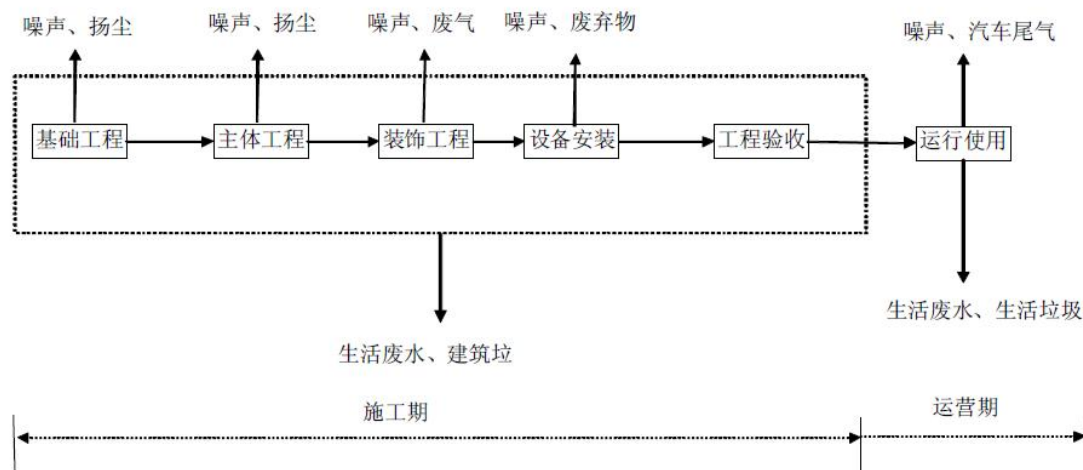 噪声、扬尘
噪声、扬尘
噪声、废气
噪声、废弃物
噪声、汽车尾气
基础工程
主体工程
装饰工程
设备安装
工程验收
运行使用
生活废水、生活垃圾
生活废水、建筑垃
施工期
运营期